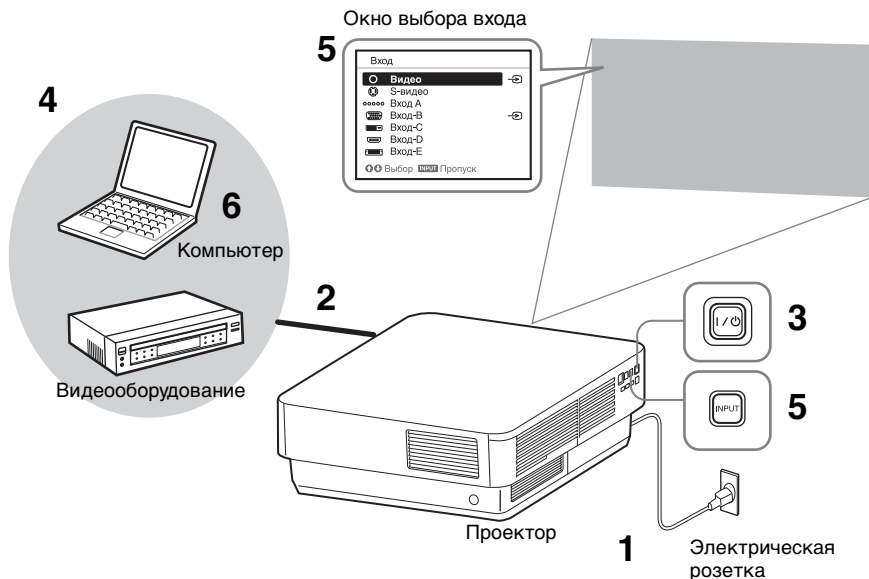 Окно выбора входа
5
Вход
Видео
S-видео
Вход A
Вход-B
Вход-C
Вход-D
Вход-E
Выбор INPUT Пропуск
4
6
Компьютер
2
Видеооборудование
I / ⏻
3
INPUT
5
Проектор
1
Электрическая
розетка